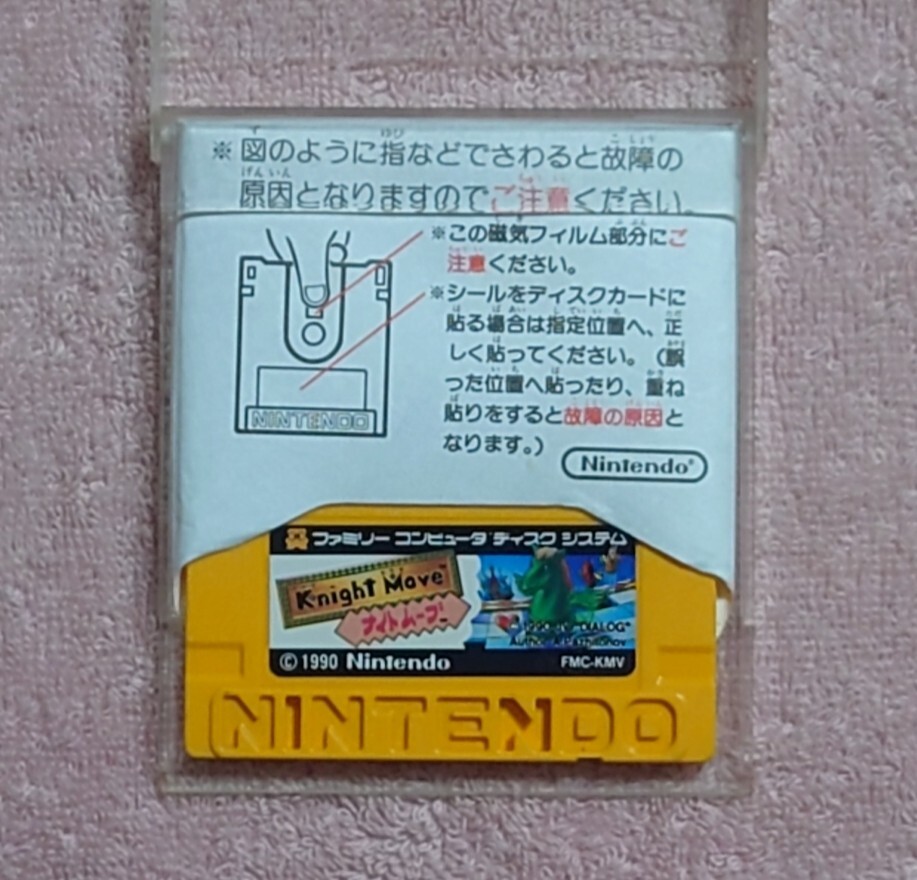 ※図のように指などでさわると故障の
原因となりますのでご注意ください。
※この磁気フィルム部分にご
注意ください。
※シールをディスクカードに
貼る場合は指定位置へ、正
しく貼ってください。(誤
った位置へ貼ったり、重ね
貼りをすると故障の原因と
なります。)
NINTENDO
Nintendo®
ファミリー コンピュータ ディスク システム
Knight Move™
ナイトムーブ
1990 DIALOG®
© 1990 Nintendo FMC-KMV
NINTENDO